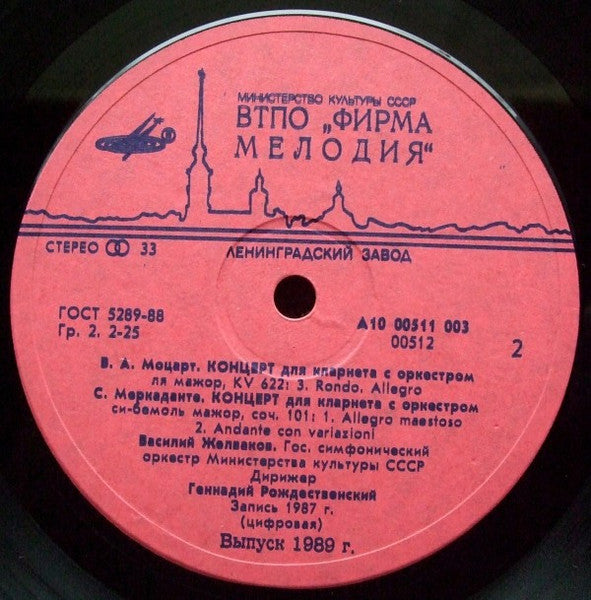 МИНИСТЕРСТВО КУЛЬТУРЫ СССР
ВТПО „ФИРМА
МЕЛОДИЯ“
СТЕРЕО 33
ЛЕНИНГРАДСКИЙ ЗАВОД
ГОСТ 5289-88
Гр. 2. 2-25
А10 00511 003
00512
2
В. А. Моцарт. КОНЦЕРТ для кларнета с оркестром
ля мажор, KV 622: 3. Rondo. Allegro
С. Меркаданте. КОНЦЕРТ для кларнета с оркестром
си-бемоль мажор, соч. 101: 1. Allegro maestoso
2. Andante con variazioni
Василий Желваков. Гос. симфонический
оркестр Министерства культуры СССР
Дирижер
Геннадий Рождественский
Запись 1987 г.
(цифровая)
Выпуск 1989 г.